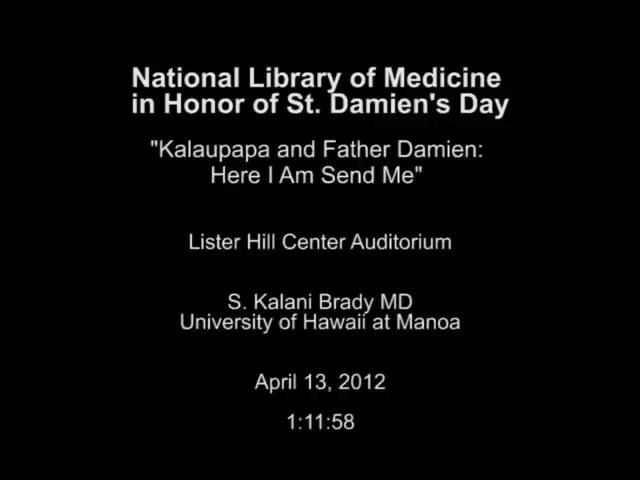 National Library of Medicine
in Honor of St. Damien's Day
"Kalaupapa and Father Damien:
Here I Am Send Me"
Lister Hill Center Auditorium
S. Kalani Brady MD
University of Hawaii at Manoa
April 13, 2012
1:11:58